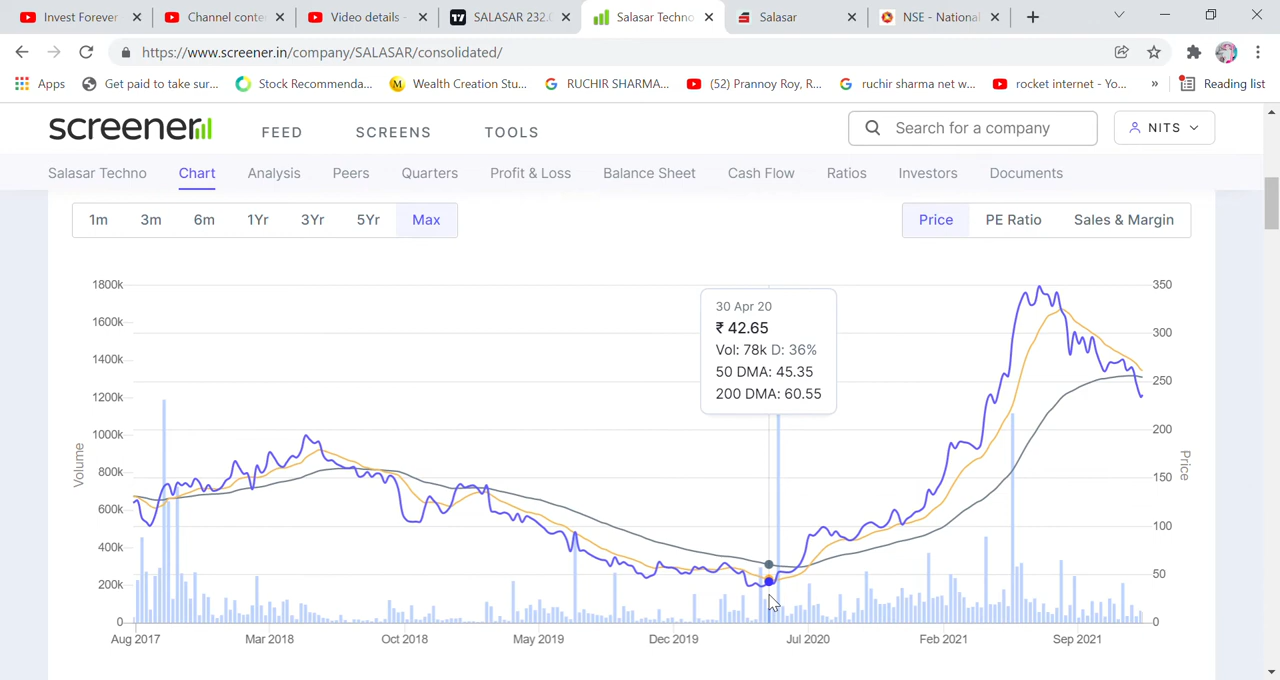 Invest Forever
Channel conte
Video details -
SALASAR 232.
Salasar Techno
Salasar
NSE - National
https://www.screener.in/company/SALASAR/consolidated/
Apps
Get paid to take sur...
Stock Recommenda...
Wealth Creation Stu...
RUCHIR SHARMA...
(52) Prannoy Roy, R...
ruchir sharma net w...
rocket internet - Yo...
»
Reading list
screener
FEED
SCREENS
TOOLS
Search for a company
NITS
Salasar Techno
Chart
Analysis
Peers
Quarters
Profit & Loss
Balance Sheet
Cash Flow
Ratios
Investors
Documents
1m
3m
6m
1Yr
3Yr
5Yr
Max
Price
PE Ratio
Sales & Margin
1800k
1600k
1400k
1200k
1000k
800k
600k
400k
200k
0
Volume
30 Apr 20
₹ 42.65
Vol: 78k D: 36%
50 DMA: 45.35
200 DMA: 60.55
350
300
250
200
150
100
50
0
Price
Aug 2017
Mar 2018
Oct 2018
May 2019
Dec 2019
Jul 2020
Feb 2021
Sep 2021